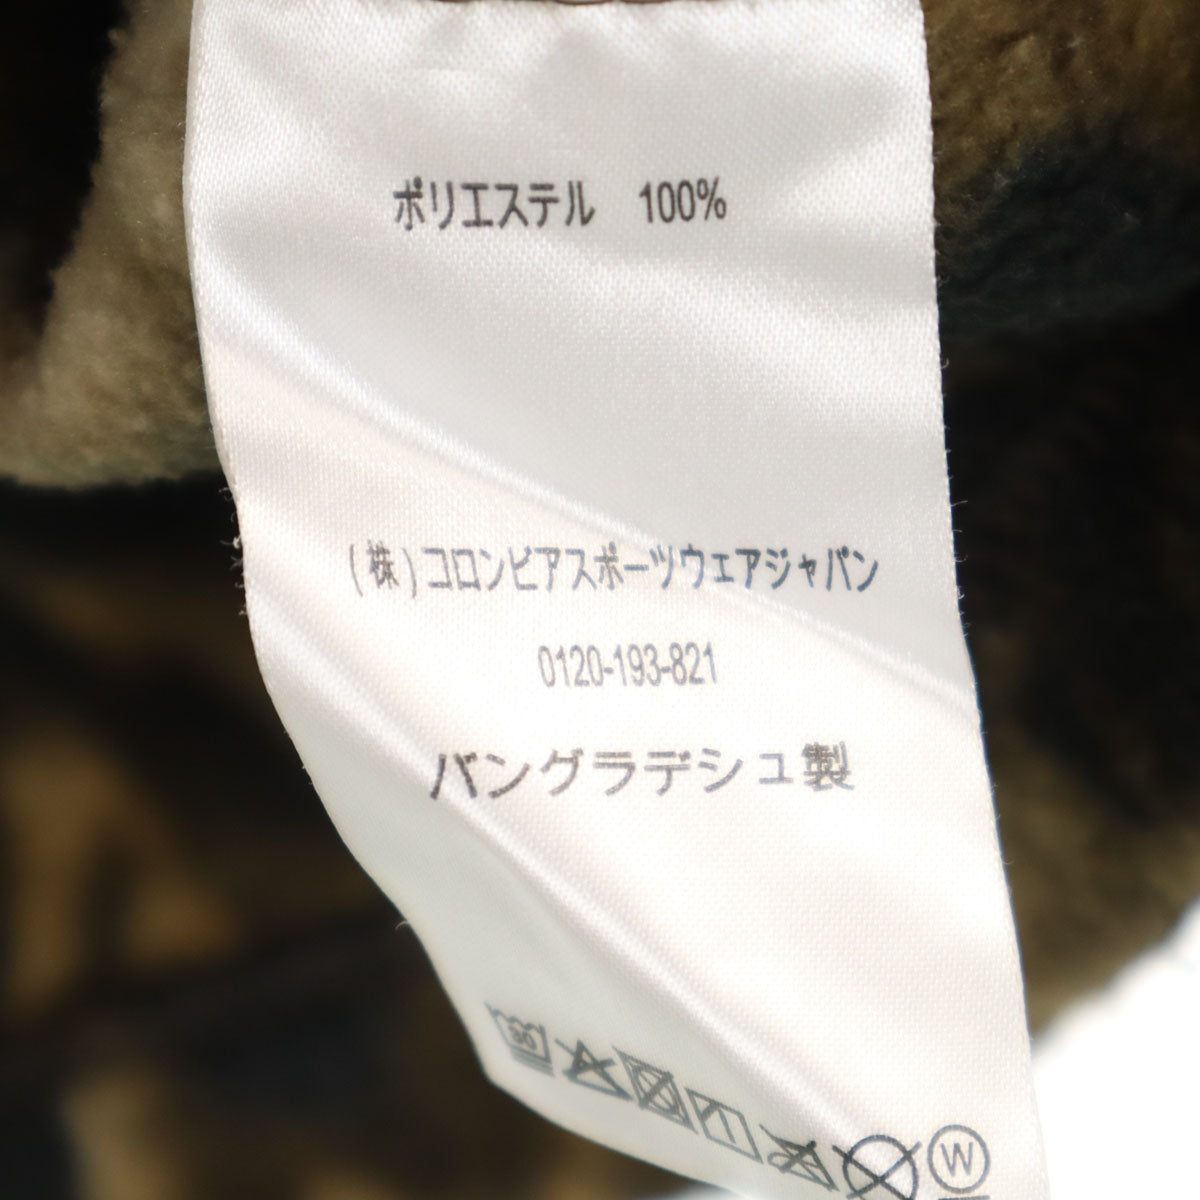 ポリエステル 100%
(株)コロンビアスポーツウェアジャパン
0120-193-821
バングラデシュ製
30
W